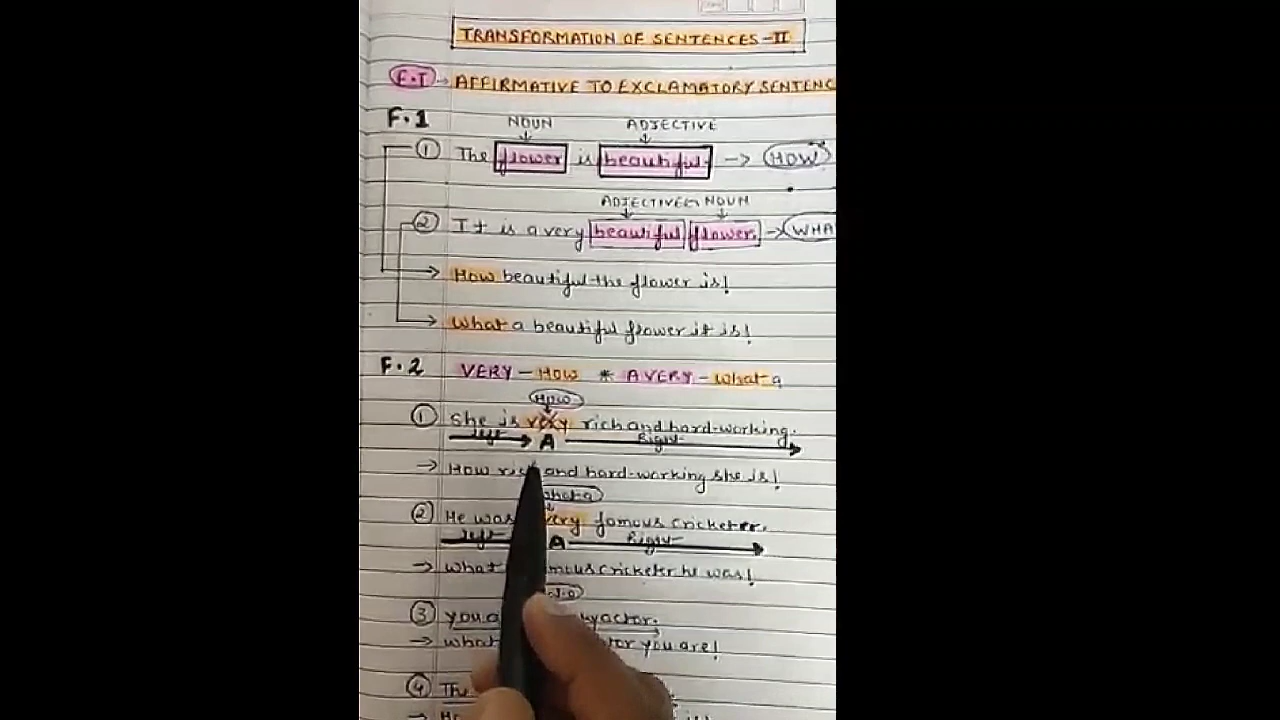 TRANSFORMATION OF SENTENCES-II
F.I - AFFIRMATIVE TO EXCLAMATORY SENTENC
F.1 NOUN ADJECTIVE
① The flower is beautiful. → HOW
ADJECTIVE NOUN
② It is a very beautiful flower. → WHA
How beautiful the flower is!
What a beautiful flower it is!
F.2 VERY - HOW * A VERY - What a
How
① She is very rich and hard-working.
left A Right
→ How rich and hard-working she is!
② He was very famous cricketer.
left A Right
→ what famous cricketer he was!
③ you actor.
→ what you are!
④